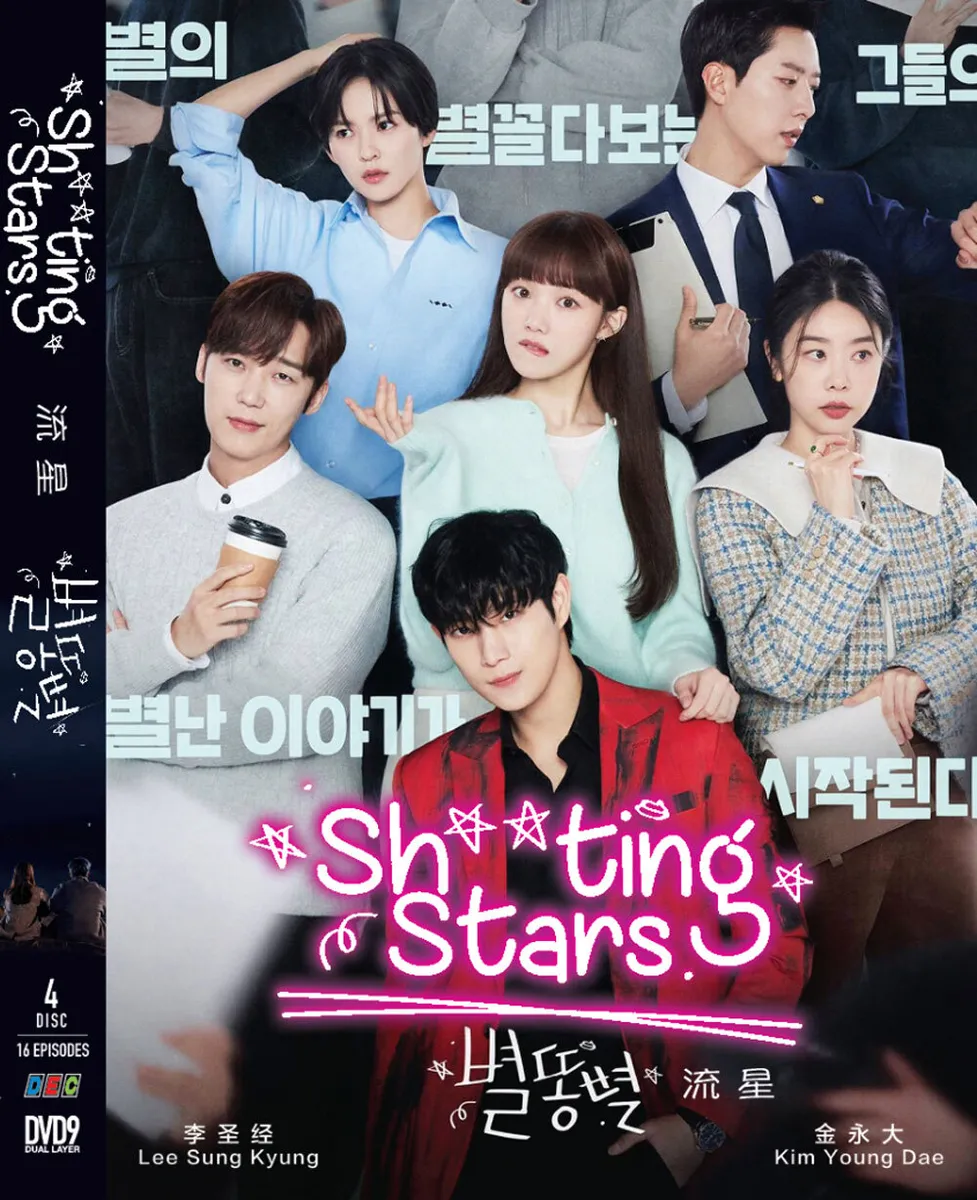 Sh☆☆ting
Stars
流星
별똥별
4
DISC
16 EPISODES
DEC
DVD9
DUAL LAYER
별의
별꼴 다 보는
그들의
별난 이야기가
시작된다
Sh☆☆ting
Stars
별똥별
流星
李圣经
Lee Sung Kyung
金永大
Kim Young Dae